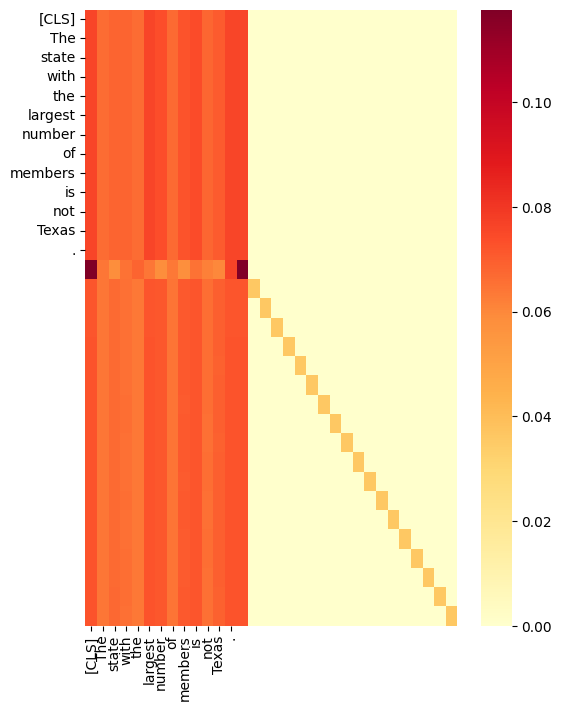 [CLS]
The
state
with
the
largest
number
of
members
is
not
Texas
.
0.10
0.08
0.06
0.04
0.02
0.00
[CLS]
The
state
with
the
largest
number
of
members
is
not
Texas
.